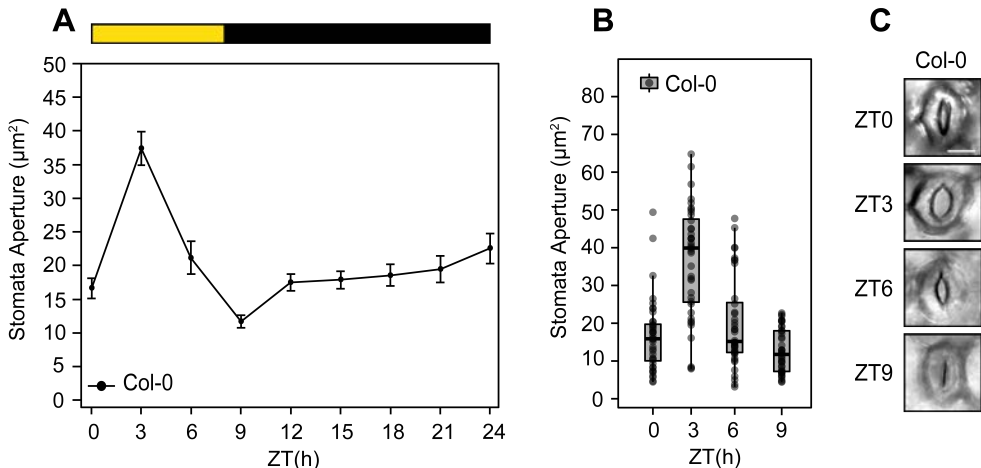 A
Stomata Aperture (µm²)
50
45
40
35
30
25
20
15
10
5
0
Col-0
0 3 6 9 12 15 18 21 24
ZT(h)
B
Stomata Aperture (µm²)
80
70
60
50
40
30
20
10
0
Col-0
0 3 6 9
ZT(h)
C
Col-0
ZT0
ZT3
ZT6
ZT9